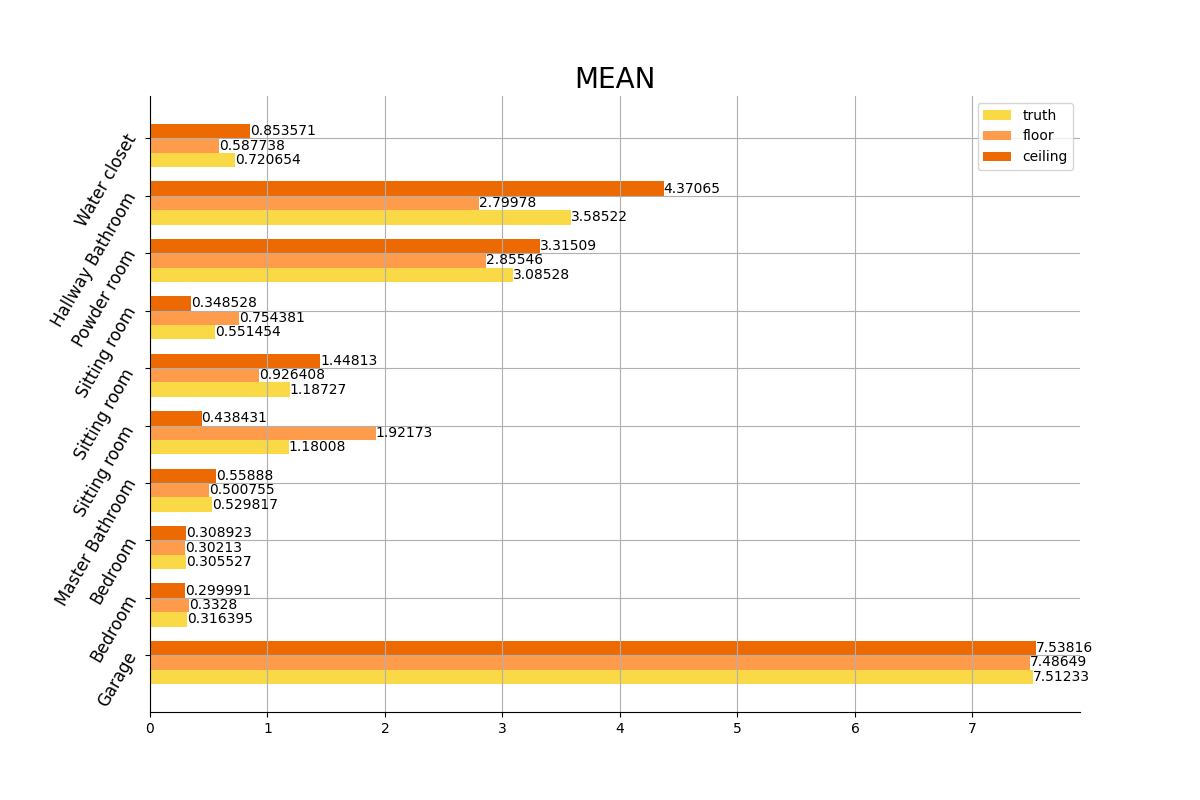 MEAN
truth
floor
ceiling
Water closet
0.853571
0.587738
0.720654
Hallway Bathroom
4.37065
2.79978
3.58522
Powder room
3.31509
2.85546
3.08528
Sitting room
0.348528
0.754381
0.551454
Sitting room
1.44813
0.926408
1.18727
Sitting room
0.438431
1.92173
1.18008
Master Bathroom
0.55888
0.500755
0.529817
Bedroom
0.308923
0.30213
0.305527
Bedroom
0.299991
0.3328
0.316395
Garage
7.53816
7.48649
7.51233
0 1 2 3 4 5 6 7